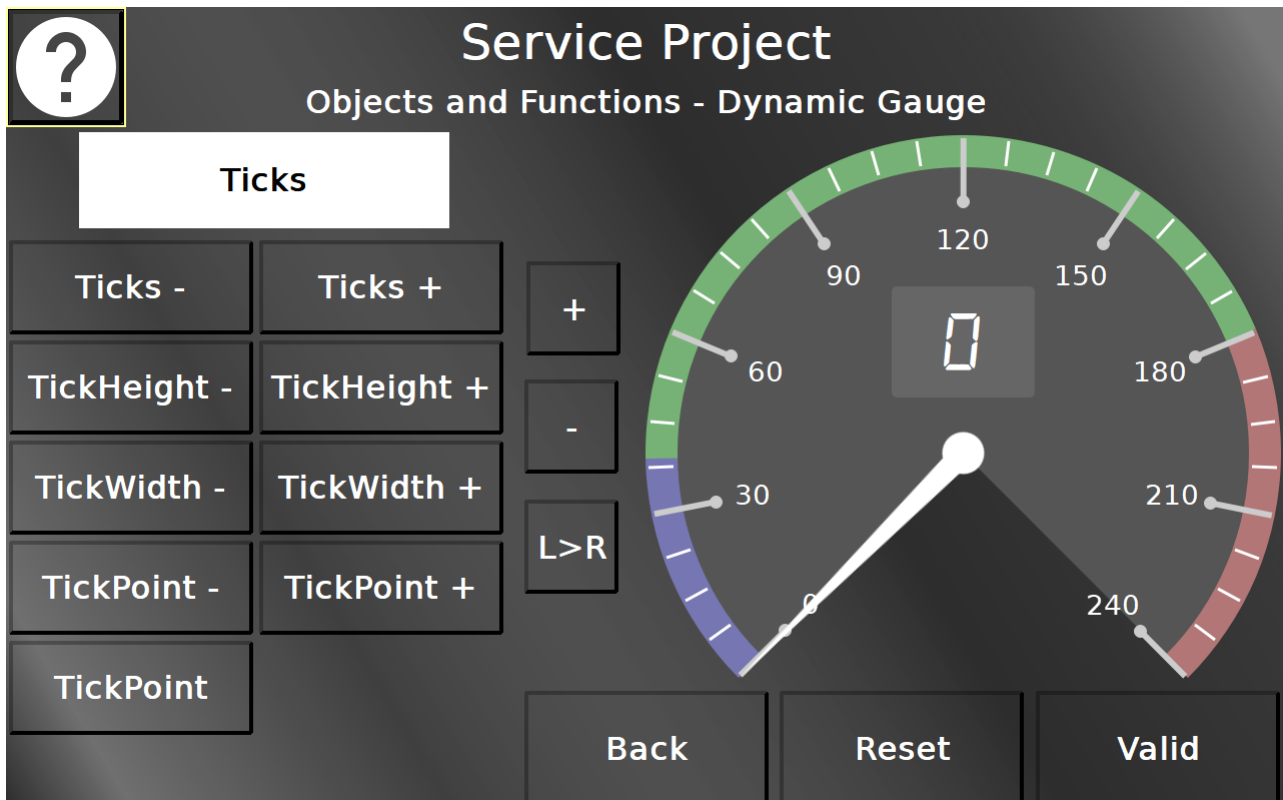 ?
Service Project
Objects and Functions - Dynamic Gauge
Ticks
Ticks -
Ticks +
TickHeight -
TickHeight +
TickWidth -
TickWidth +
TickPoint -
TickPoint +
TickPoint
+
-
L>R
0
30
60
90
120
150
180
210
240
0
Back
Reset
Valid